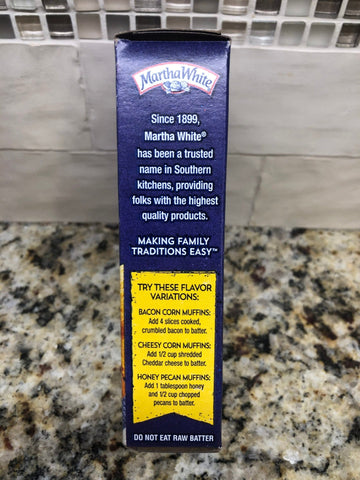 Martha White
Since 1899,
Martha White®
has been a trusted
name in Southern
kitchens, providing
folks with the highest
quality products.
MAKING FAMILY
TRADITIONS EASY™
TRY THESE FLAVOR
VARIATIONS:
BACON CORN MUFFINS:
Add 4 slices cooked,
crumbled bacon to batter.
CHEESY CORN MUFFINS:
Add 1/2 cup shredded
Cheddar cheese to batter.
HONEY PECAN MUFFINS:
Add 1 tablespoon honey
and 1/2 cup chopped
pecans to batter.
DO NOT EAT RAW BATTER